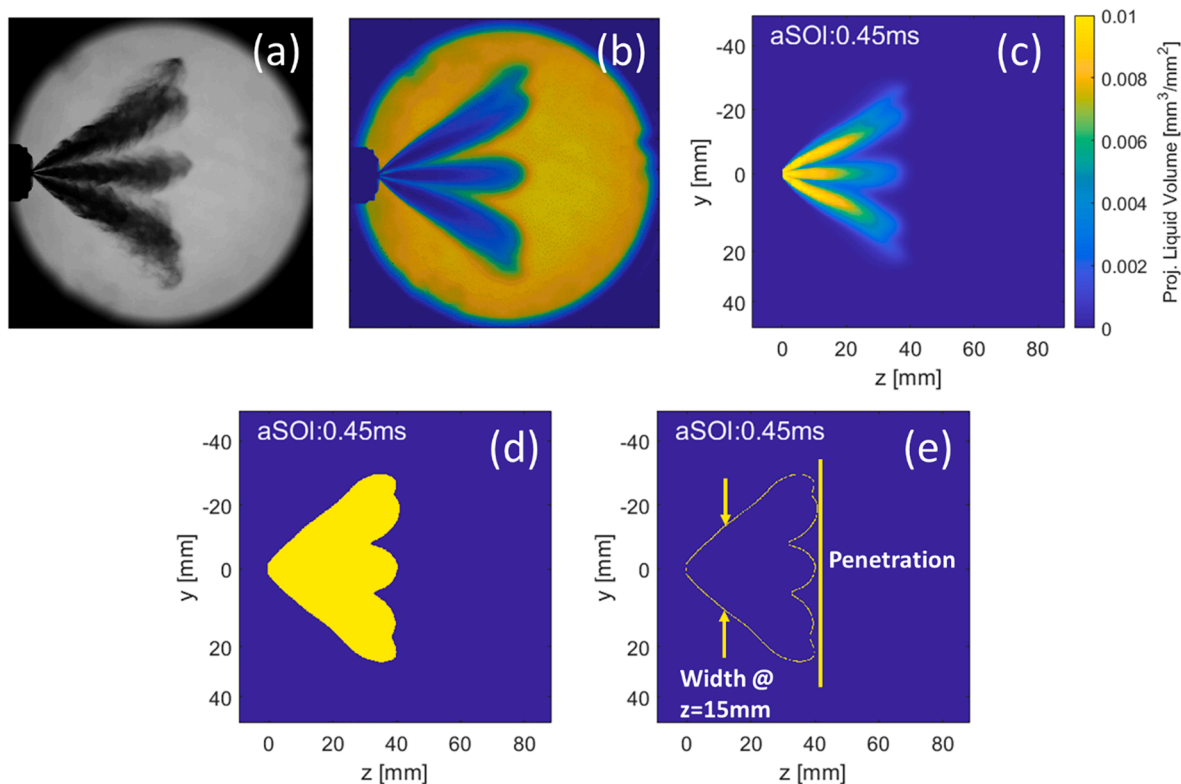 (a)
(b)
aSOI:0.45ms
(c)
-40
-20
0
20
40
y [mm]
0 20 40 60 80
z [mm]
0.01
0.008
0.006
0.004
0.002
0
Proj. Liquid Volume [mm³/mm²]
aSOI:0.45ms
(d)
-40
-20
0
20
40
y [mm]
0 20 40 60 80
z [mm]
aSOI:0.45ms
(e)
-40
-20
0
20
40
y [mm]
Penetration
Width @
z=15mm
0 20 40 60 80
z [mm]